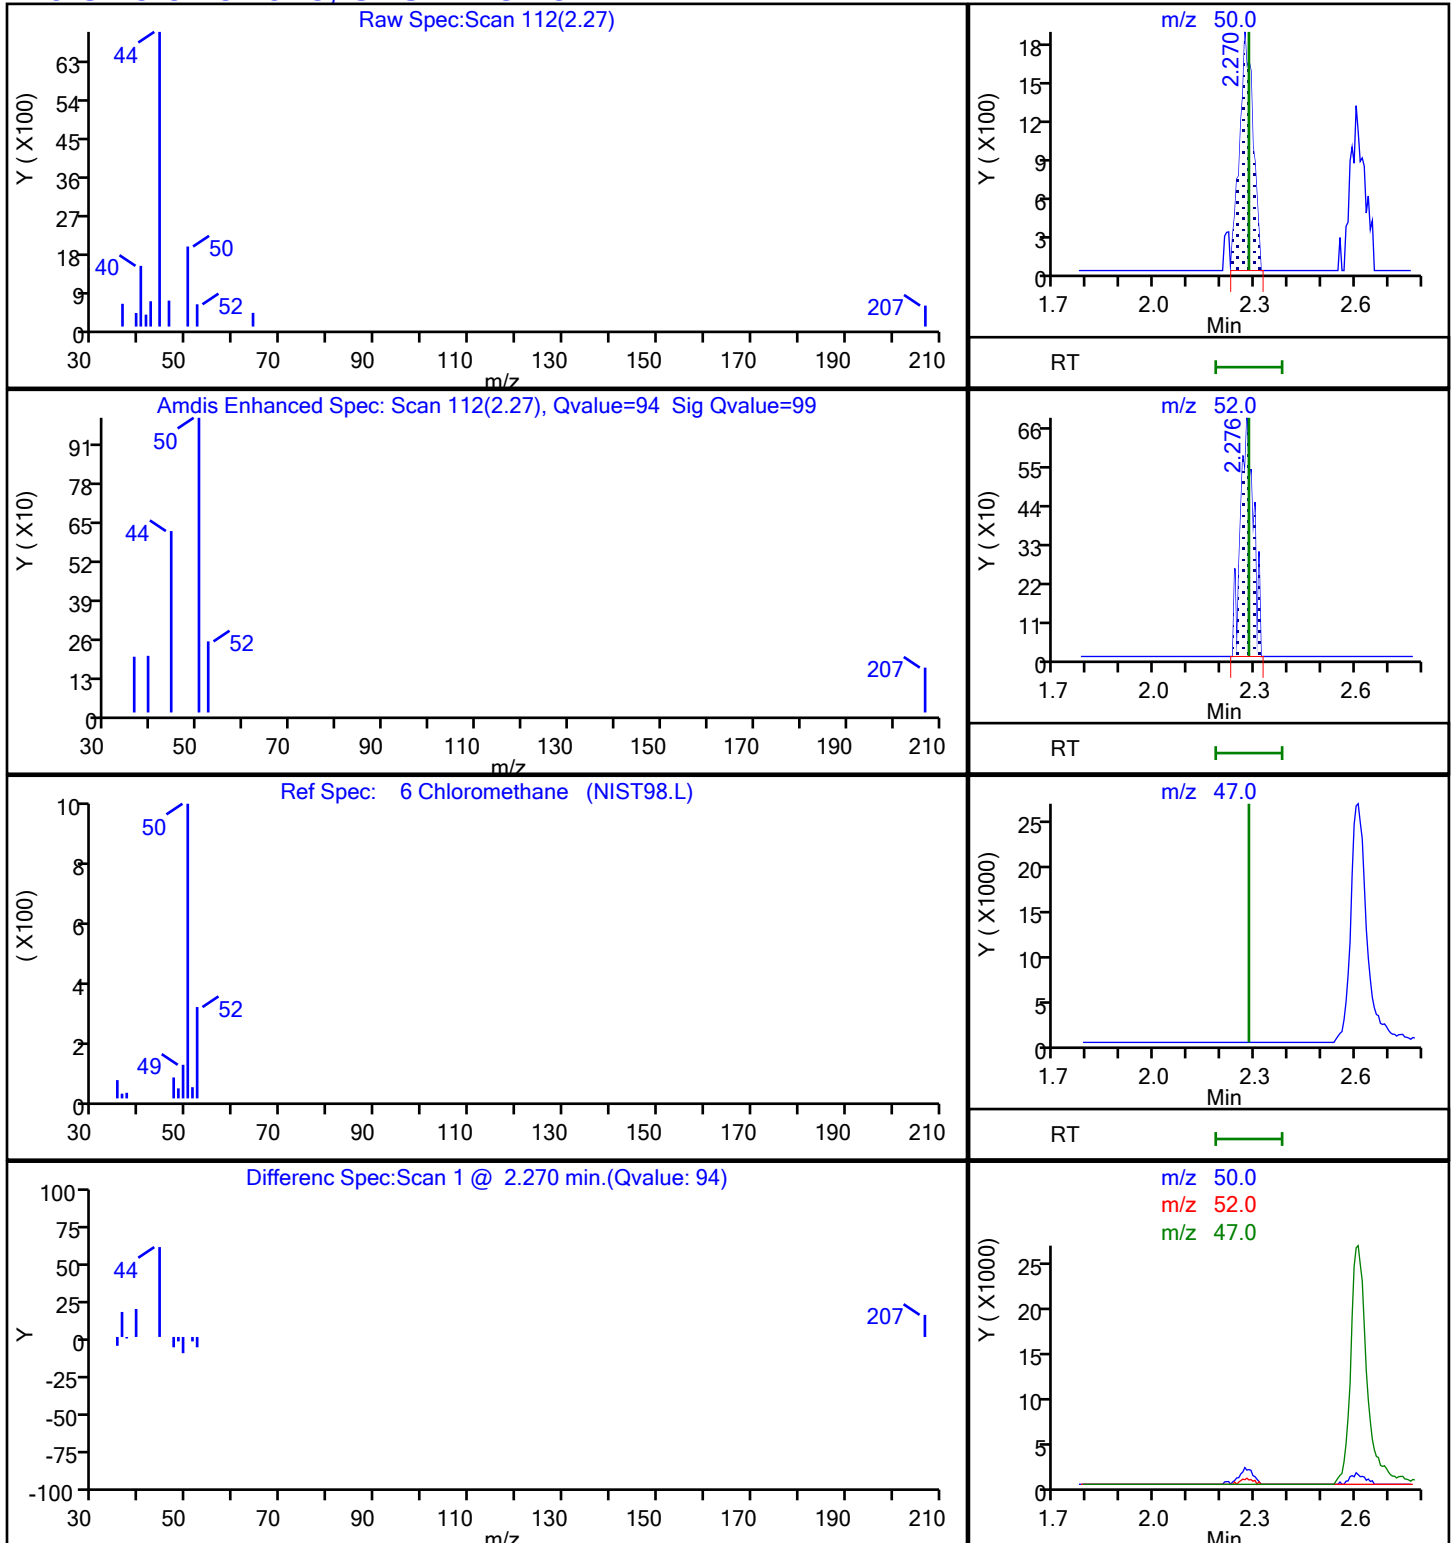 Raw Spec:Scan 112(2.27)
Y ( X100)
63
54
45
36
27
18
9
0
44
40
50
52
207
30 50 70 90 110 130 150 170 190 210
m/z
m/z 50.0
Y ( X100)
18
15
12
9
6
3
0
2.270
1.7 2.0 2.3 2.6
Min
RT
Amdis Enhanced Spec: Scan 112(2.27), Qvalue=94 Sig Qvalue=99
Y ( X10)
91
78
65
52
39
26
13
0
50
44
52
207
30 50 70 90 110 130 150 170 190 210
m/z
m/z 52.0
Y ( X10)
66
55
44
33
22
11
0
2.276
1.7 2.0 2.3 2.6
Min
RT
Ref Spec: 6 Chloromethane (NIST98.L)
( X100)
10
8
6
4
2
0
50
52
49
30 50 70 90 110 130 150 170 190 210
m/z 47.0
Y ( X1000)
25
20
15
10
5
0
1.7 2.0 2.3 2.6
Min
RT
Differenc Spec:Scan 1 @ 2.270 min.(Qvalue: 94)
Y
100
75
50
25
0
-25
-50
-75
-100
44
207
30 50 70 90 110 130 150 170 190 210
m/z
m/z 50.0
m/z 52.0
m/z 47.0
Y ( X1000)
25
20
15
10
5
0
1.7 2.0 2.3 2.6
Min